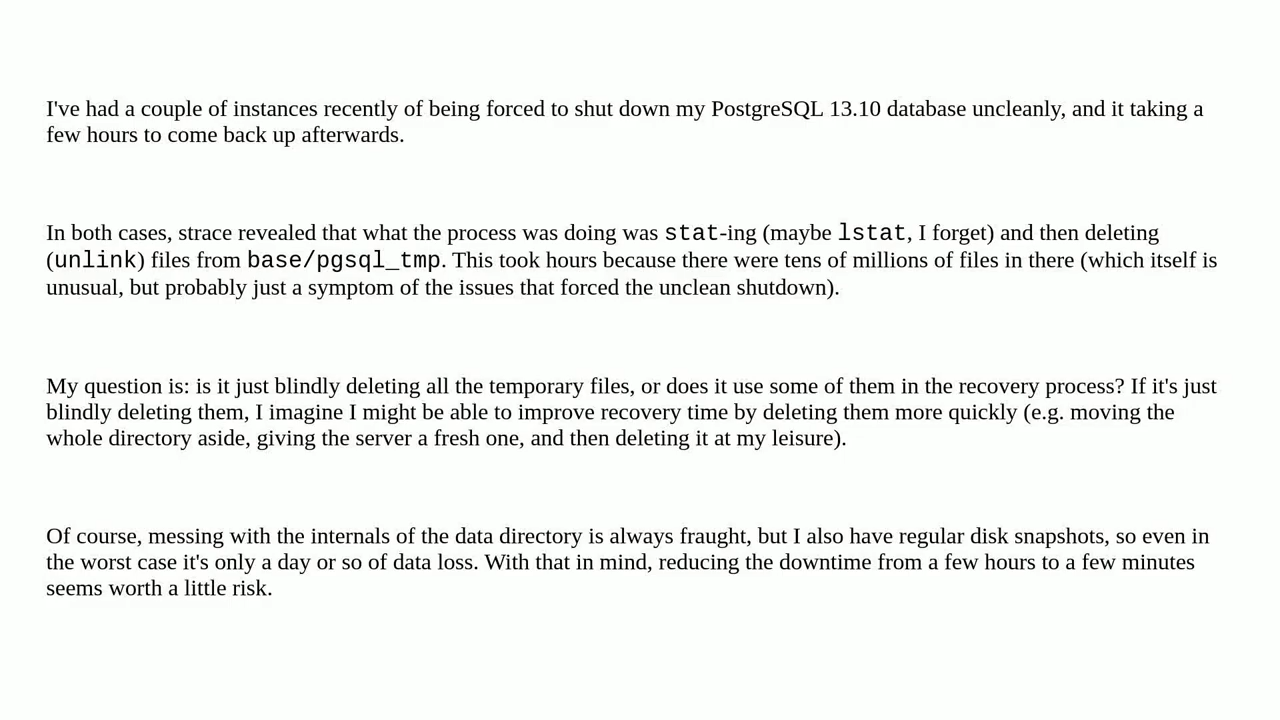 I've had a couple of instances recently of being forced to shut down my PostgreSQL 13.10 database uncleanly, and it taking a
few hours to come back up afterwards.
In both cases, strace revealed that what the process was doing was stat-ing (maybe lstat, I forget) and then deleting
(unlink) files from base/pgsql_tmp. This took hours because there were tens of millions of files in there (which itself is
unusual, but probably just a symptom of the issues that forced the unclean shutdown).
My question is: is it just blindly deleting all the temporary files, or does it use some of them in the recovery process? If it's just
blindly deleting them, I imagine I might be able to improve recovery time by deleting them more quickly (e.g. moving the
whole directory aside, giving the server a fresh one, and then deleting it at my leisure).
Of course, messing with the internals of the data directory is always fraught, but I also have regular disk snapshots, so even in
the worst case it's only a day or so of data loss. With that in mind, reducing the downtime from a few hours to a few minutes
seems worth a little risk.